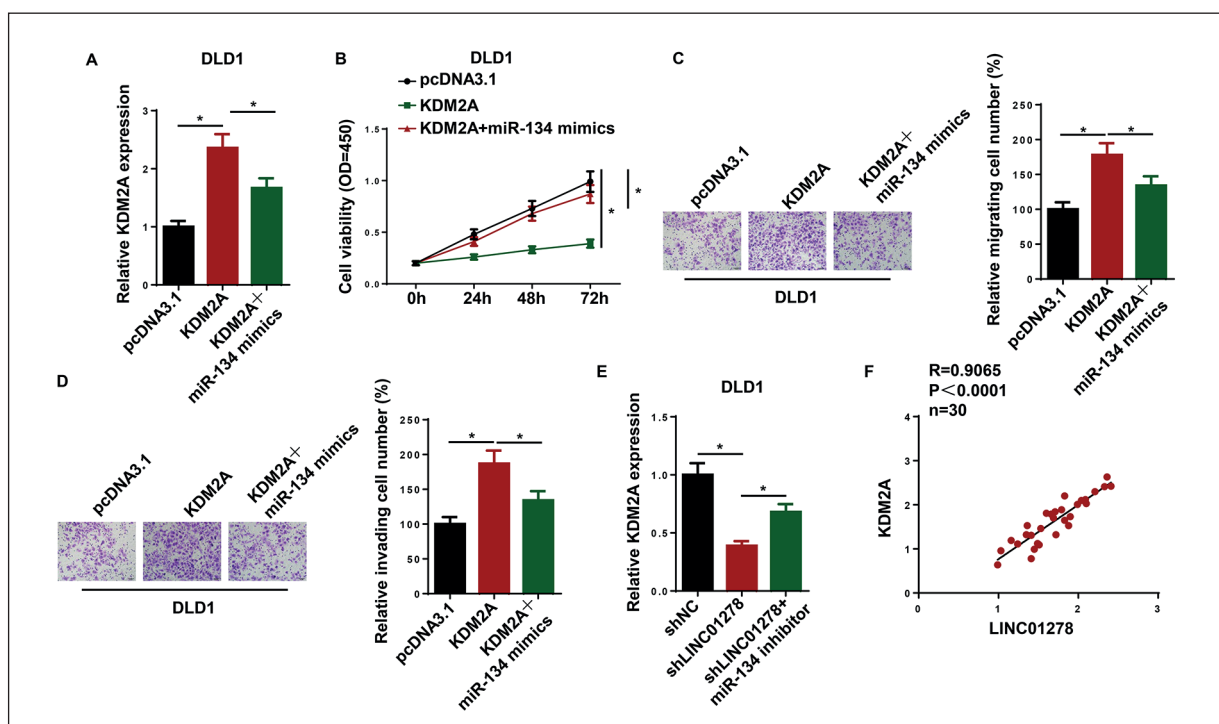 A
DLD1
Relative KDM2A expression
3
2
1
0
*
*
pcDNA3.1
KDM2A
KDM2A+
miR-134 mimics
B
DLD1
pcDNA3.1
KDM2A
KDM2A+miR-134 mimics
Cell viability (OD=450)
1.5
1.0
0.5
0.0
0h
24h
48h
72h
*
*
C
pcDNA3.1
KDM2A
KDM2A+
miR-134 mimics
DLD1
Relative migrating cell number (%)
250
200
150
100
50
0
*
*
pcDNA3.1
KDM2A
KDM2A+
miR-134 mimics
D
pcDNA3.1
KDM2A
KDM2A+
miR-134 mimics
DLD1
Relative invading cell number (%)
250
200
150
100
50
0
*
*
pcDNA3.1
KDM2A
KDM2A+
miR-134 mimics
E
DLD1
Relative KDM2A expression
1.5
1.0
0.5
0.0
*
*
shNC
shLINC01278
shLINC01278+
miR-134 inhibitor
F
R=0.9065
P<0.0001
n=30
KDM2A
4
3
2
1
0
0
1
2
3
LINC01278